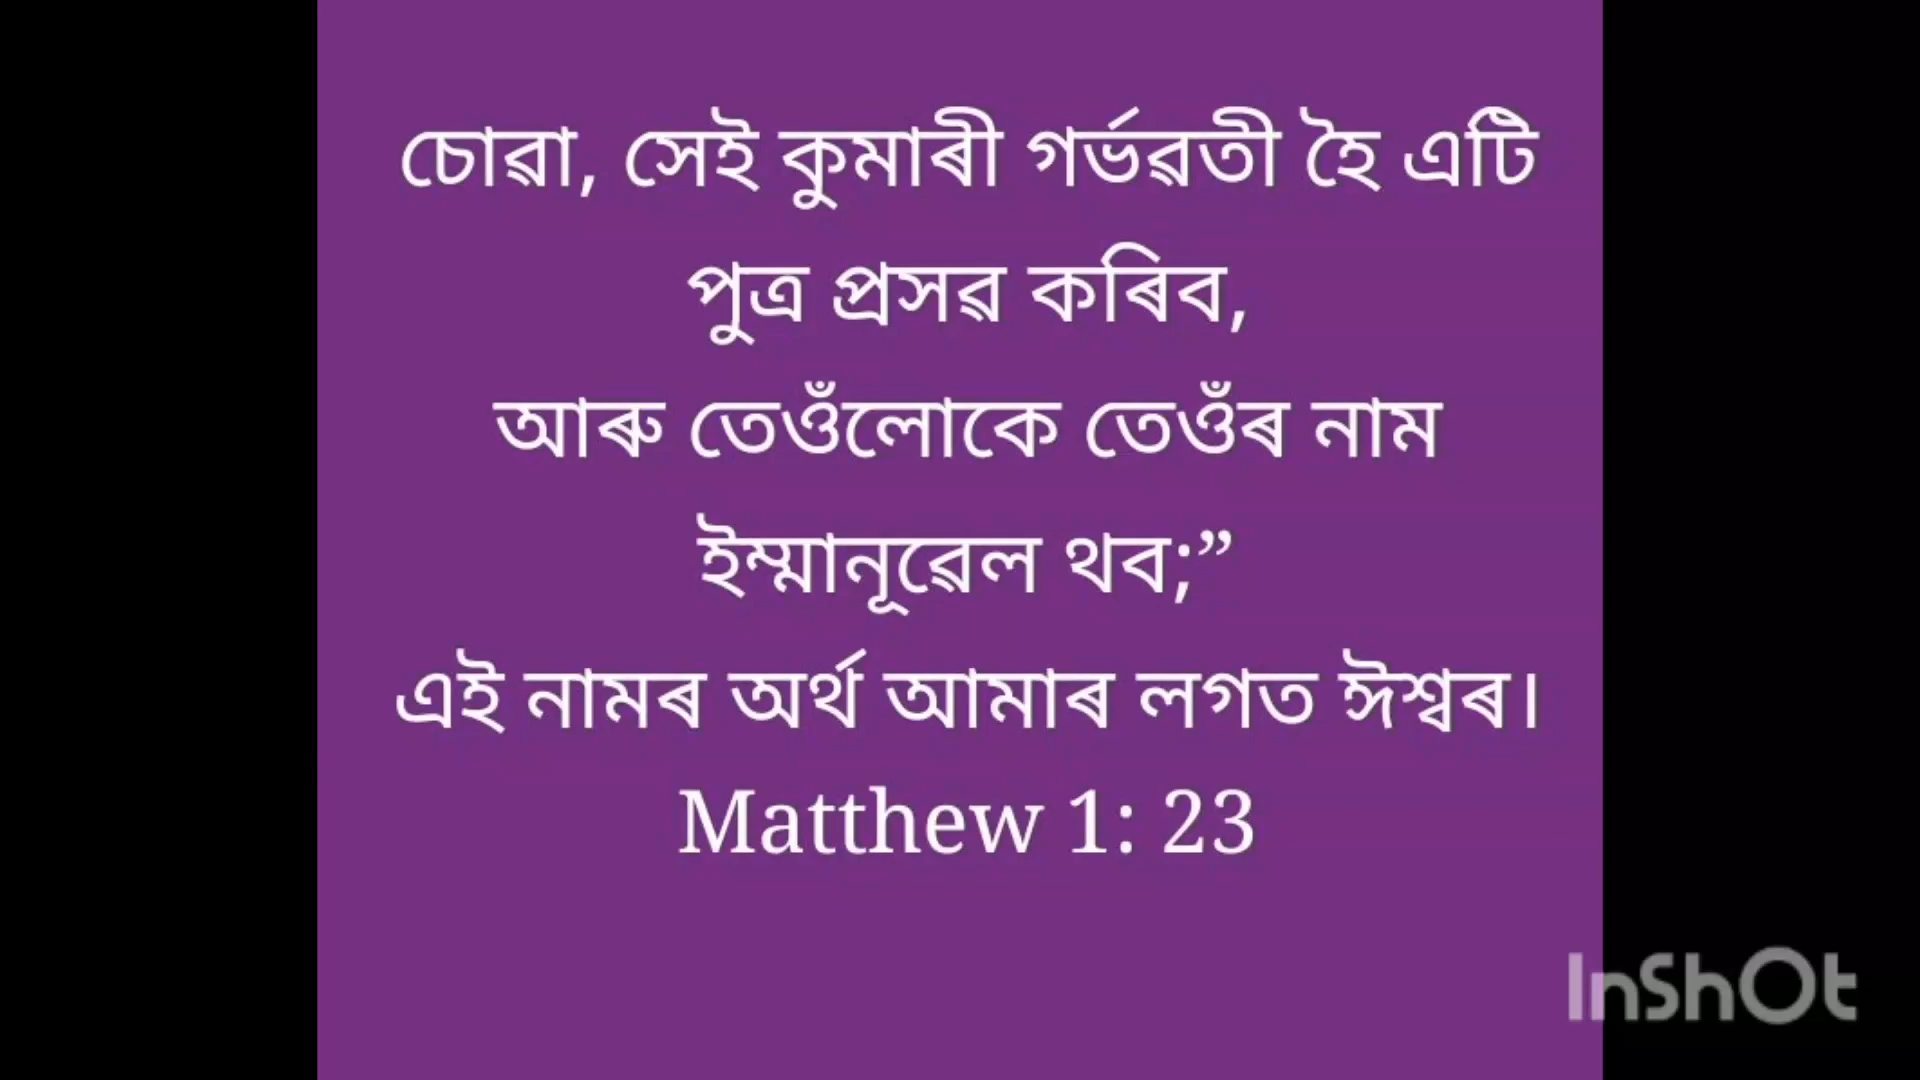 চোৱা, সেই কুমাৰী গৰ্ভৱতী হৈ এটি
পুত্ৰ প্ৰসৱ কৰিব,
আৰু তেওঁলোকে তেওঁৰ নাম
ইম্মানূৱেল থব;”
এই নামৰ অৰ্থ আমাৰ লগত ঈশ্বৰ।
Matthew 1: 23
InShOt